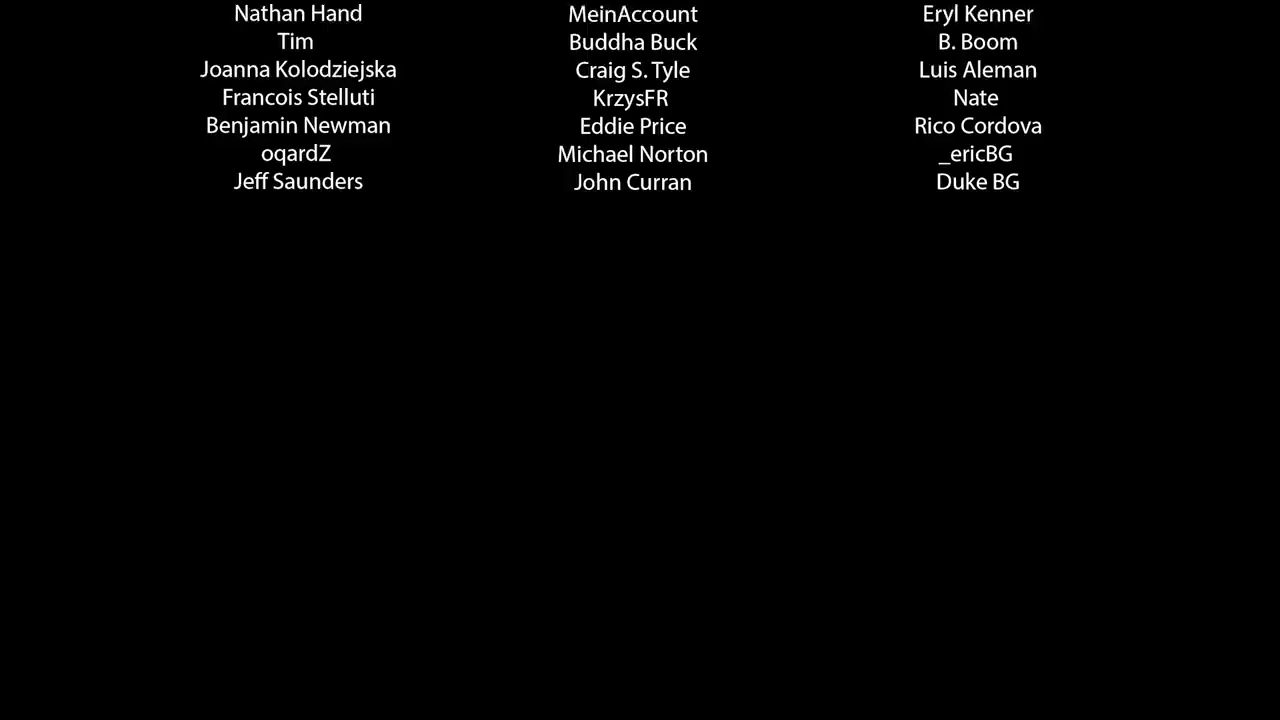 Nathan Hand
Tim
Joanna Kolodziejska
Francois Stelluti
Benjamin Newman
oqardZ
Jeff Saunders
MeinAccount
Buddha Buck
Craig S. Tyle
KrzysFR
Eddie Price
Michael Norton
John Curran
Eryl Kenner
B. Boom
Luis Aleman
Nate
Rico Cordova
_ericBG
Duke BG